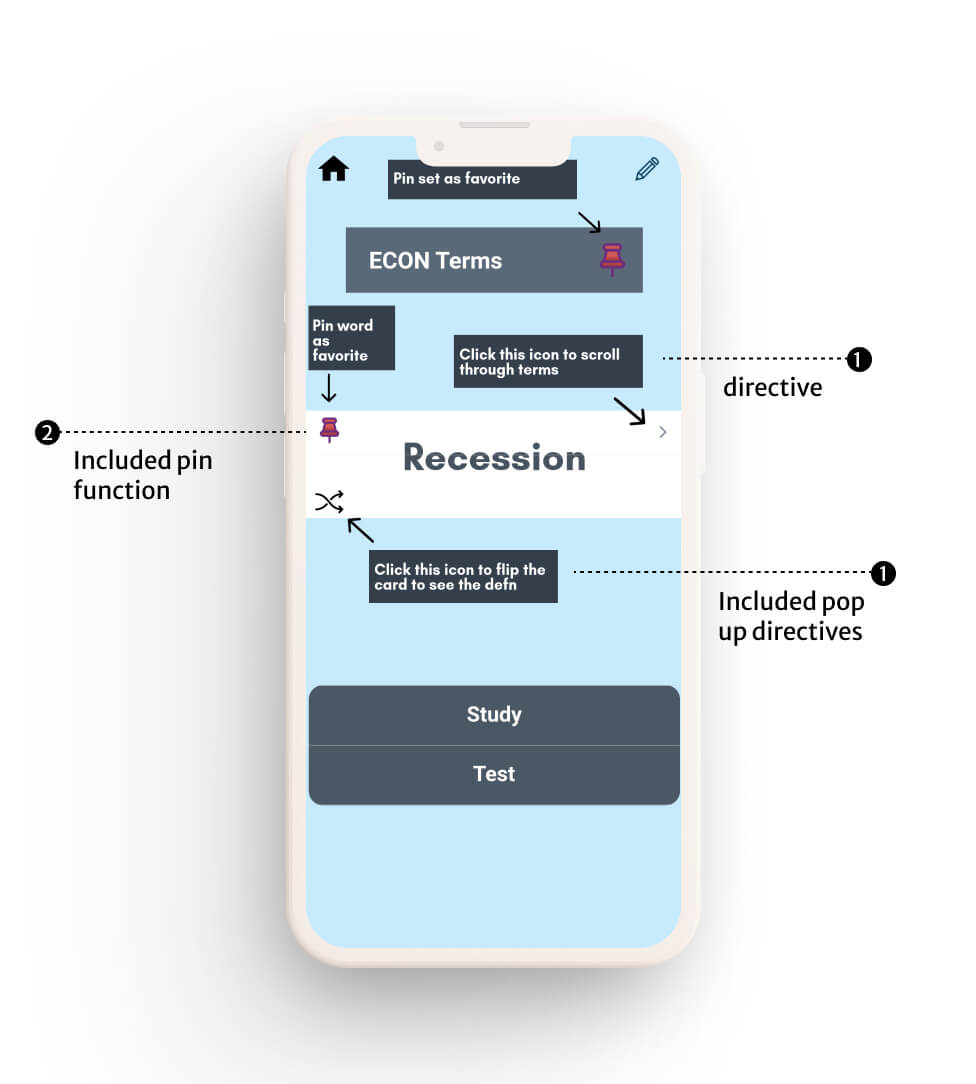 Pin set as favorite
ECON Terms
Pin word
as
favorite
Click this icon to scroll
through terms
1
directive
2
Included pin
function
Recession
Click this icon to flip the
card to see the defn
1
Included pop
up directives
Study
Test